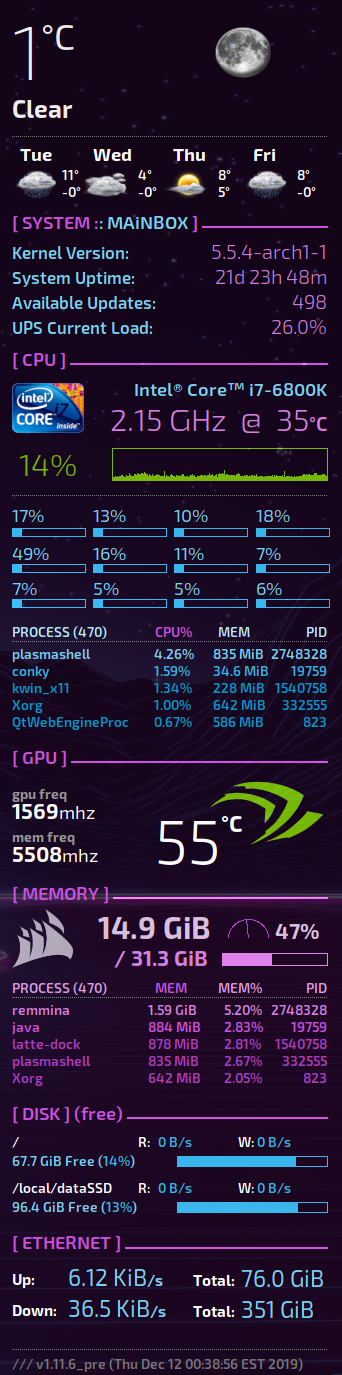 1°C
Clear
Tue Wed Thu Fri
11° 4° 8° 8°
-0° -0° 5° -0°
[ SYSTEM :: MAiNBOX ]
Kernel Version: 5.5.4-arch1-1
System Uptime: 21d 23h 48m
Available Updates: 498
UPS Current Load: 26.0%
[ CPU ]
intel CORE i7 inside™
Intel® Core™ i7-6800K
2.15 GHz @ 35°C
14%
17% 13% 10% 18%
49% 16% 11% 7%
7% 5% 5% 6%
PROCESS (470) CPU% MEM PID
plasmashell 4.26% 835 MiB 2748328
conky 1.59% 34.6 MiB 19759
kwin_x11 1.34% 228 MiB 1540758
Xorg 1.00% 642 MiB 332555
QtWebEngineProc 0.67% 586 MiB 823
[ GPU ]
gpu freq
1569mhz
mem freq
5508mhz
55°C
[ MEMORY ]
14.9 GiB 47%
/ 31.3 GiB
PROCESS (470) MEM MEM% PID
remmina 1.59 GiB 5.20% 2748328
java 884 MiB 2.83% 19759
latte-dock 878 MiB 2.81% 1540758
plasmashell 835 MiB 2.67% 332555
Xorg 642 MiB 2.05% 823
[ DISK ] (free)
/ R: 0 B/s W: 0 B/s
67.7 GiB Free (14%)
/local/dataSSD R: 0 B/s W: 0 B/s
96.4 GiB Free (13%)
[ ETHERNET ]
Up: 6.12 KiB/s Total: 76.0 GiB
Down: 36.5 KiB/s Total: 351 GiB
/// v1.11.6_pre (Thu Dec 12 00:38:56 EST 2019)